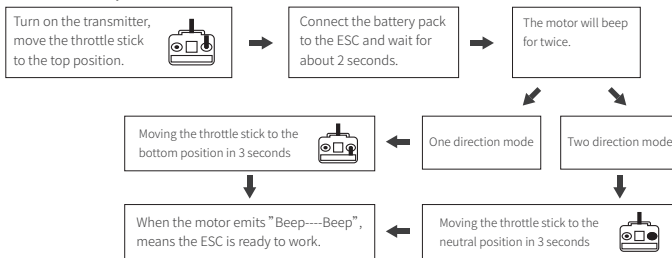 Turn on the transmitter,
move the throttle stick
to the top position.
Connect the battery pack
to the ESC and wait for
about 2 seconds.
The motor will beep
for twice.
Moving the throttle stick to the
bottom position in 3 seconds
One direction mode
Two direction mode
When the motor emits "Beep----Beep",
means the ESC is ready to work.
Moving the throttle stick to the
neutral position in 3 seconds